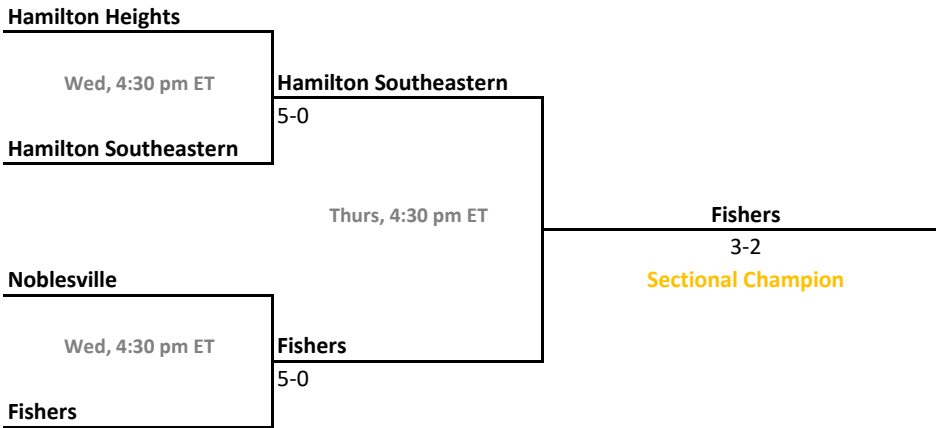 Hamilton Heights
Wed, 4:30 pm ET
Hamilton Southeastern
5-0
Hamilton Southeastern
Thurs, 4:30 pm ET
Fishers
3-2
Sectional Champion
Noblesville
Wed, 4:30 pm ET
Fishers
5-0
Fishers